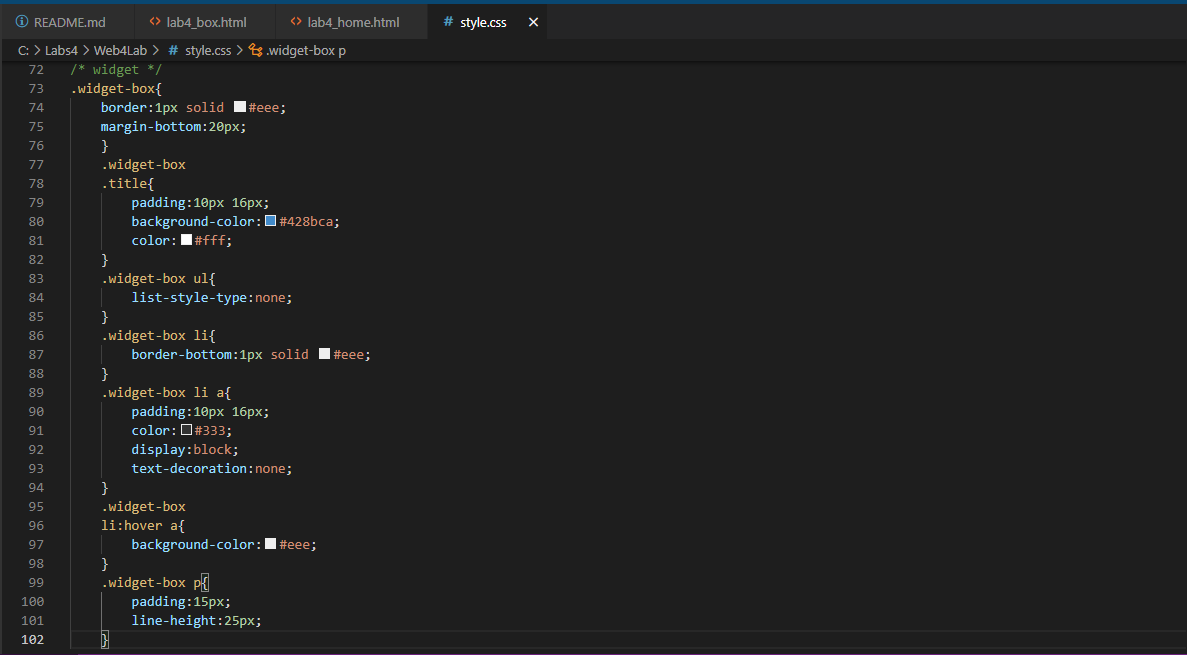 README.md lab4_box.html lab4_home.html # style.css
C: > Labs4 > Web4Lab > # style.css > .widget-box p
72 /* widget */
73 .widget-box{
74 border:1px solid #eee;
75 margin-bottom:20px;
76 }
77 .widget-box
78 .title{
79 padding:10px 16px;
80 background-color:#428bca;
81 color:#fff;
82 }
83 .widget-box ul{
84 list-style-type:none;
85 }
86 .widget-box li{
87 border-bottom:1px solid #eee;
88 }
89 .widget-box li a{
90 padding:10px 16px;
91 color:#333;
92 display:block;
93 text-decoration:none;
94 }
95 .widget-box
96 li:hover a{
97 background-color:#eee;
98 }
99 .widget-box p{
100 padding:15px;
101 line-height:25px;
102 }